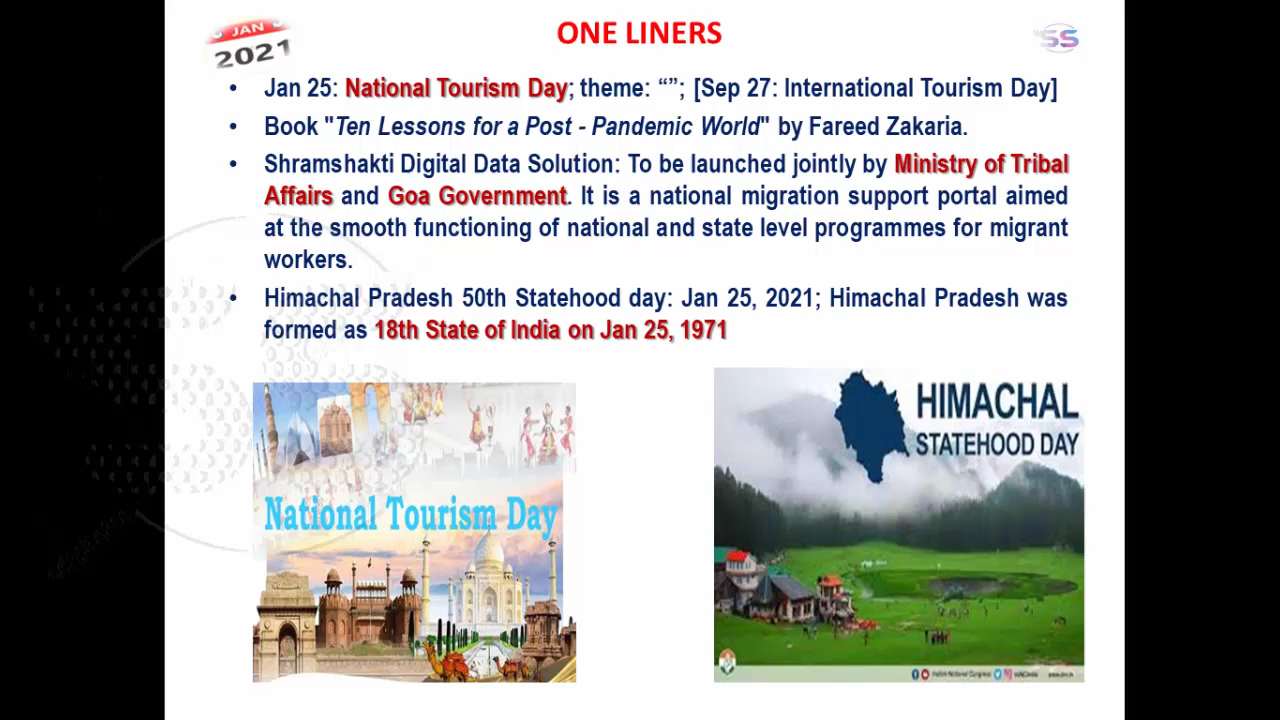 JAN
2021
ONE LINERS
SS
• Jan 25: National Tourism Day; theme: “”; [Sep 27: International Tourism Day]
• Book "Ten Lessons for a Post - Pandemic World" by Fareed Zakaria.
• Shramshakti Digital Data Solution: To be launched jointly by Ministry of Tribal
Affairs and Goa Government. It is a national migration support portal aimed
at the smooth functioning of national and state level programmes for migrant
workers.
• Himachal Pradesh 50th Statehood day: Jan 25, 2021; Himachal Pradesh was
formed as 18th State of India on Jan 25, 1971
National Tourism Day
HIMACHAL
STATEHOOD DAY